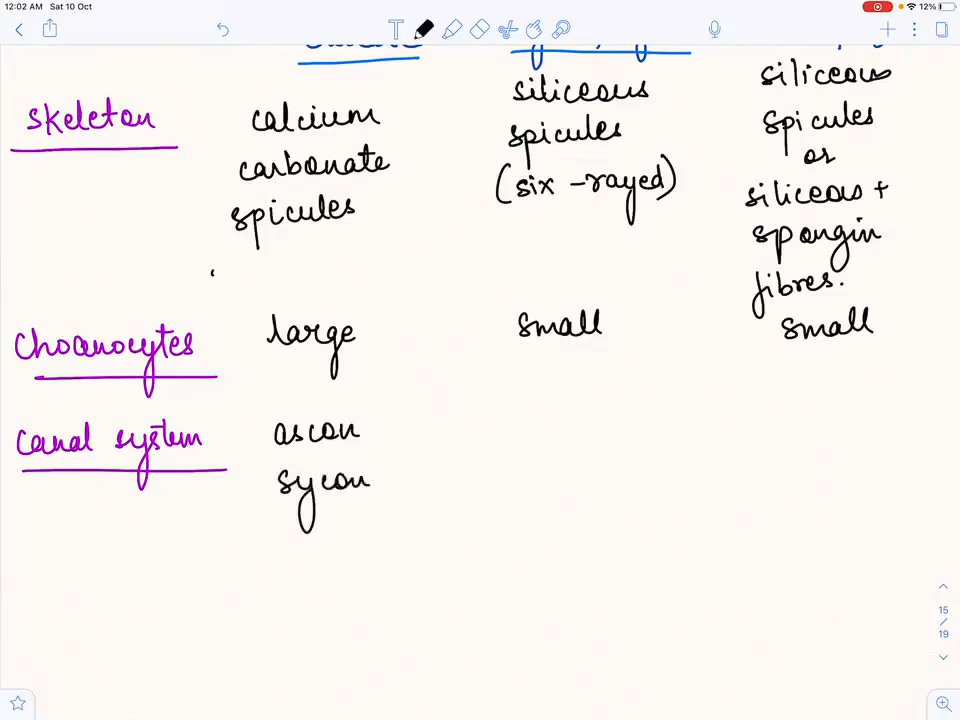 12:02 AM Sat 10 Oct
12%
skeleton
calcium
carbonate
spicules
siliceous
spicules
(six-rayed)
siliceous
spicules
or
siliceous +
spongin
fibres.
choanocytes
large
small
small
canal system
ascon
sycon
15
/
19